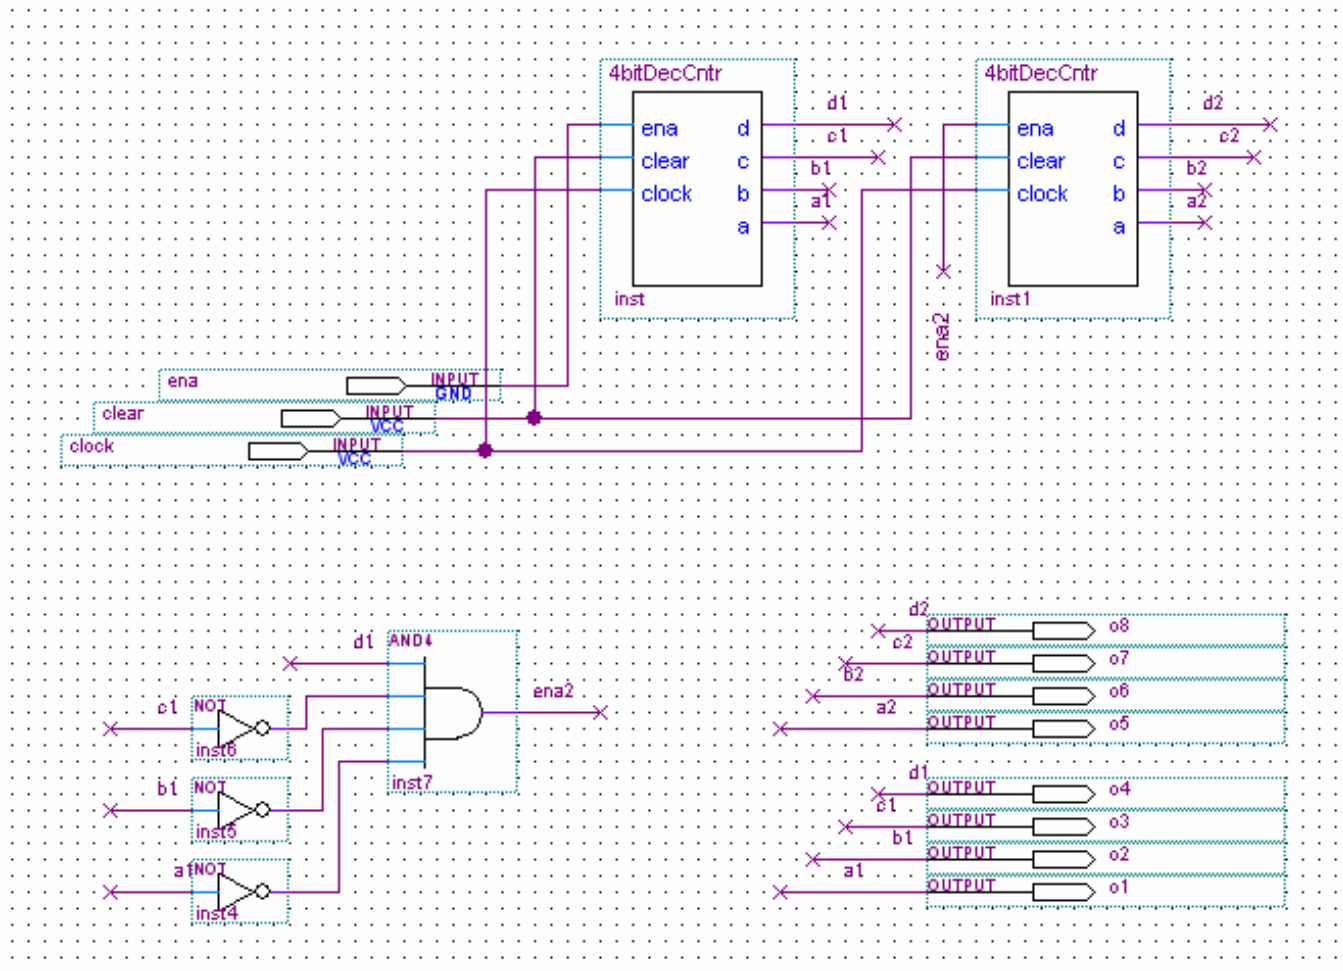 4bitDecCntr
4bitDecCntr
d1
d2
ena d
ena d
c1
c2
clear c
clear c
b1
b2
clock b
clock b
a1
a2
a
a
inst
inst1
ena2
ena INPUT
GND
clear INPUT
VCC
clock INPUT
VCC
d1 AND4
ena2
c1 NOT
inst6
b1 NOT
inst5
inst7
a1 NOT
inst4
d2 OUTPUT o8
c2 OUTPUT o7
b2 OUTPUT o6
a2 OUTPUT o5
d1 OUTPUT o4
c1 OUTPUT o3
b1 OUTPUT o2
a1 OUTPUT o1